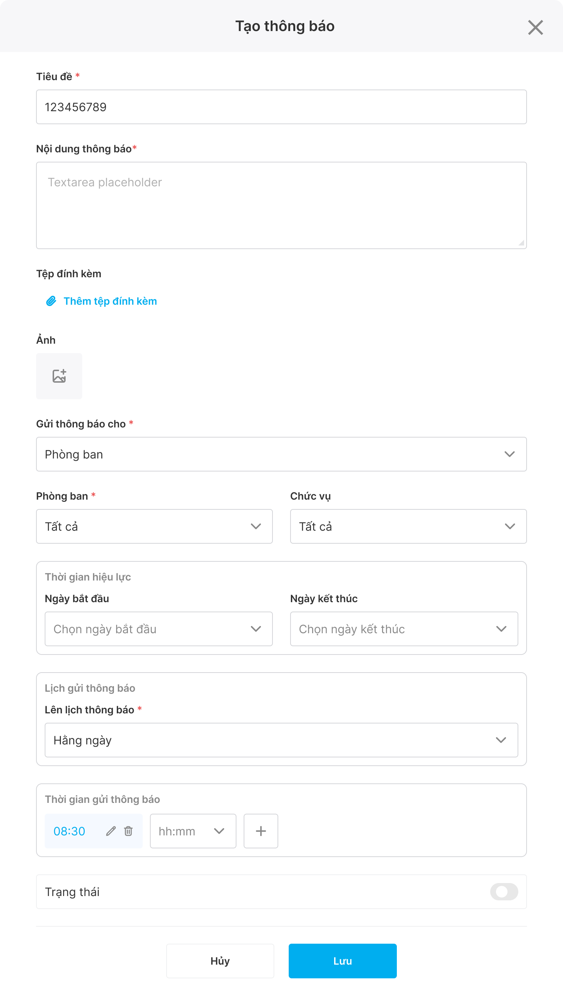 Tạo thông báo
Tiêu đề *
123456789
Nội dung thông báo*
Textarea placeholder
Tệp đính kèm
Thêm tệp đính kèm
Ảnh
Gửi thông báo cho *
Phòng ban
Phòng ban *
Chức vụ
Tất cả
Tất cả
Thời gian hiệu lực
Ngày bắt đầu
Ngày kết thúc
Chọn ngày bắt đầu
Chọn ngày kết thúc
Lịch gửi thông báo
Lên lịch thông báo *
Hằng ngày
Thời gian gửi thông báo
08:30
hh:mm
Trạng thái
Hủy
Lưu